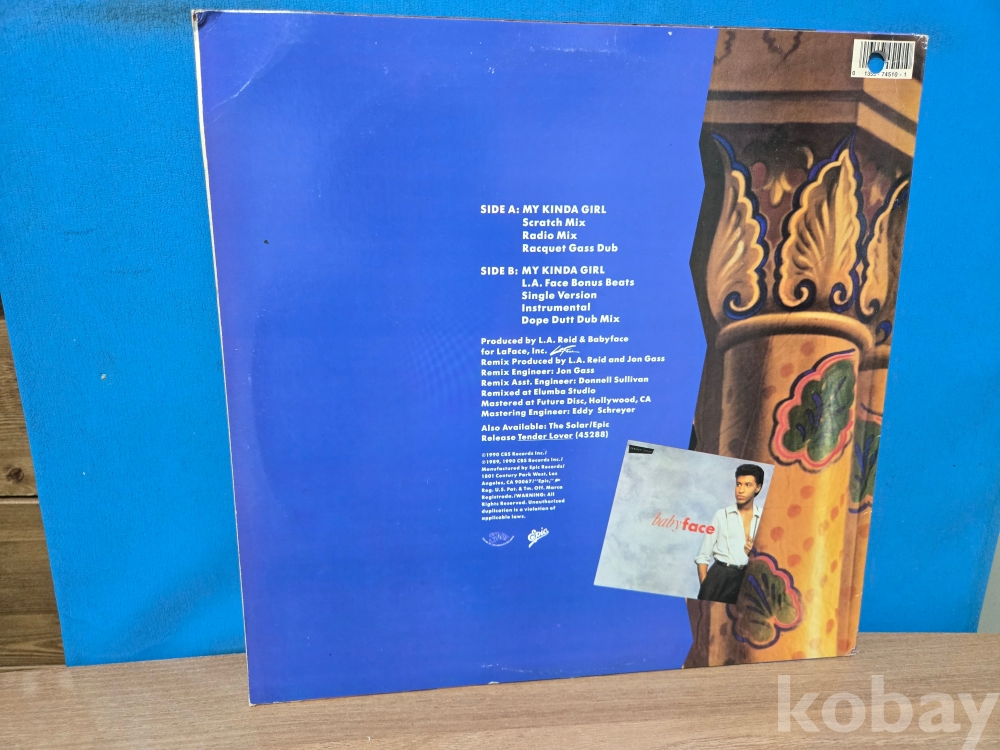 74510 - 1
SIDE A: MY KINDA GIRL
Scratch Mix
Radio Mix
Racquet Gass Dub
SIDE B: MY KINDA GIRL
L.A. Face Bonus Beats
Single Version
Instrumental
Dope Dutt Dub Mix
Produced by L.A. Reid & Babyface
for LaFace, Inc.
Remix Produced by L.A. Reid and Jon Gass
Remix Engineer: Jon Gass
Remix Asst. Engineer: Donnell Sullivan
Remixed at Elumba Studio
Mastered at Future Disc, Hollywood, CA
Mastering Engineer: Eddy Schreyer
Also Available: The Solar/Epic
Release Tender Lover (45288)
©1990 CBS Records Inc./
℗1989, 1990 CBS Records Inc./
Manufactured by Epic Records/
1801 Century Park West, Los
Angeles, CA 90067/"Epic,"
Reg. U.S. Pat. & Tm. Off. Marca
Registrada./WARNING: All
Rights Reserved. Unauthorized
duplication is a violation of
applicable laws.
Epic
babyface
kobay